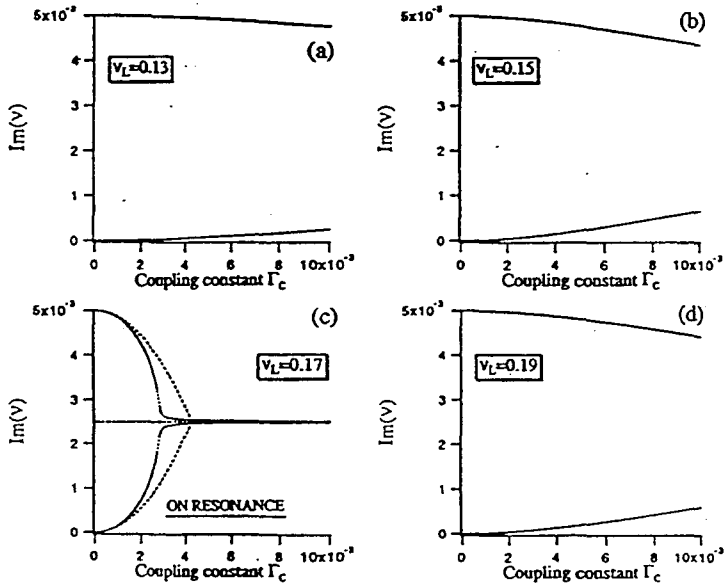 5x10⁻³
(a)
ν_L=0.13
4
3
2
1
0
Im(ν)
0 2 4 6 8 10x10⁻³
Coupling constant Γ_c
5x10⁻³
(b)
ν_L=0.15
4
3
2
1
0
Im(ν)
0 2 4 6 8 10x10⁻³
Coupling constant Γ_c
5x10⁻³
(c)
ν_L=0.17
4
3
2
1
0
Im(ν)
ON RESONANCE
0 2 4 6 8 10x10⁻³
Coupling constant Γ_c
5x10⁻³
(d)
ν_L=0.19
4
3
2
1
0
Im(ν)
0 2 4 6 8 10x10⁻³
Coupling constant Γ_c